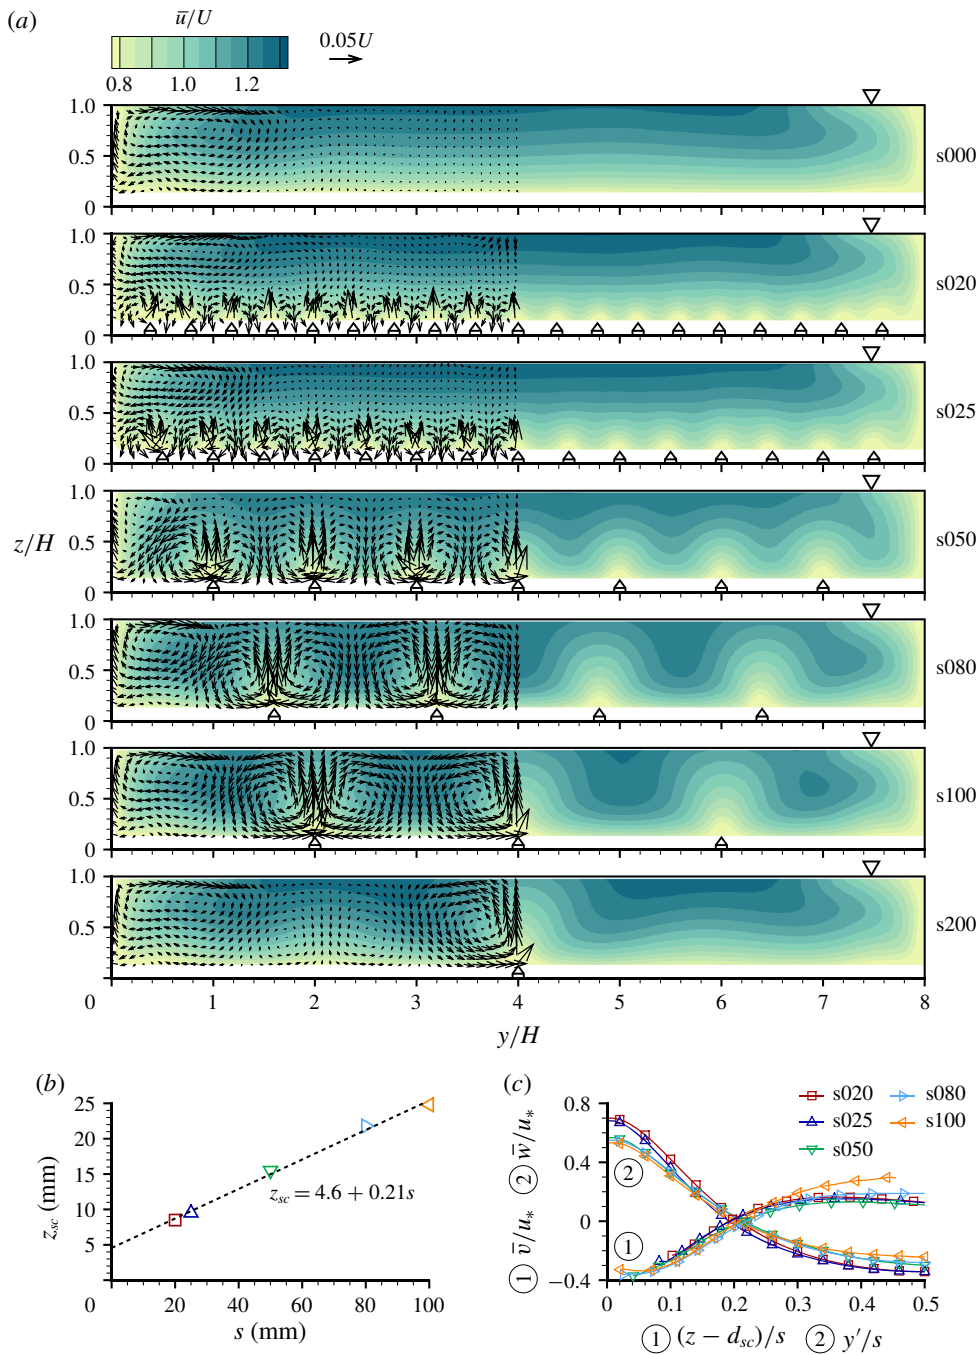 (a)
u̅/U
0.05U
0.8 1.0 1.2
1.0
0.5
0
s000
1.0
0.5
0
s020
1.0
0.5
0
s025
1.0
0.5
0
s050
z/H
1.0
0.5
0
s080
1.0
0.5
0
s100
1.0
0.5
0
s200
1 2 3 4 5 6 7 8
y/H
(b)
25
20
15
10
5
0
z_sc (mm)
z_sc = 4.6 + 0.21s
20 40 60 80 100
s (mm)
(c)
s020 s080
s025 s100
s050
0.8
0.4
0
−0.4
① v̅/u_* ② w̅/u_*
②
①
0 0.1 0.2 0.3 0.4 0.5
① (z − d_sc)/s ② y′/s